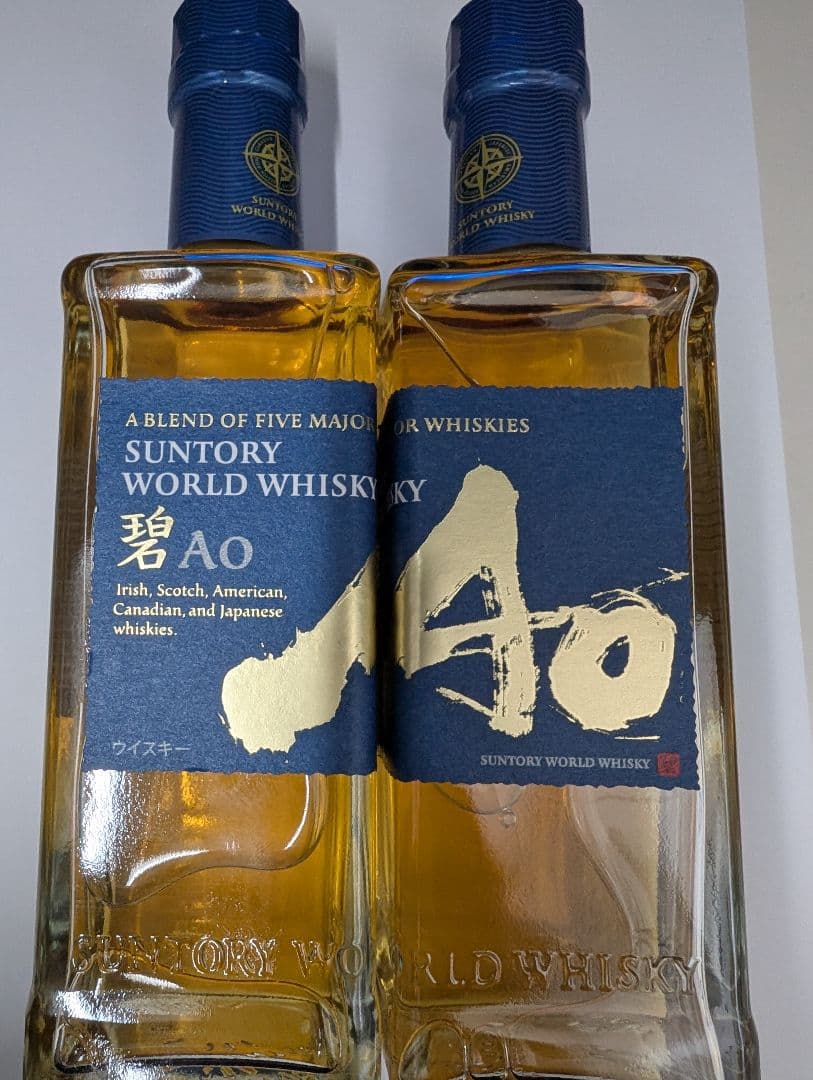 SUNTORY
WORLD WHISKY
SUNTORY
WORLD WHISKY
A BLEND OF FIVE MAJOR
SUNTORY
WORLD WHISKY
碧 AO
Irish, Scotch, American,
Canadian, and Japanese
whiskies.
ウイスキー
OR WHISKIES
SKY
Ao
SUNTORY WORLD WHISKY
SUNTORY WO
ORLD WHISKY